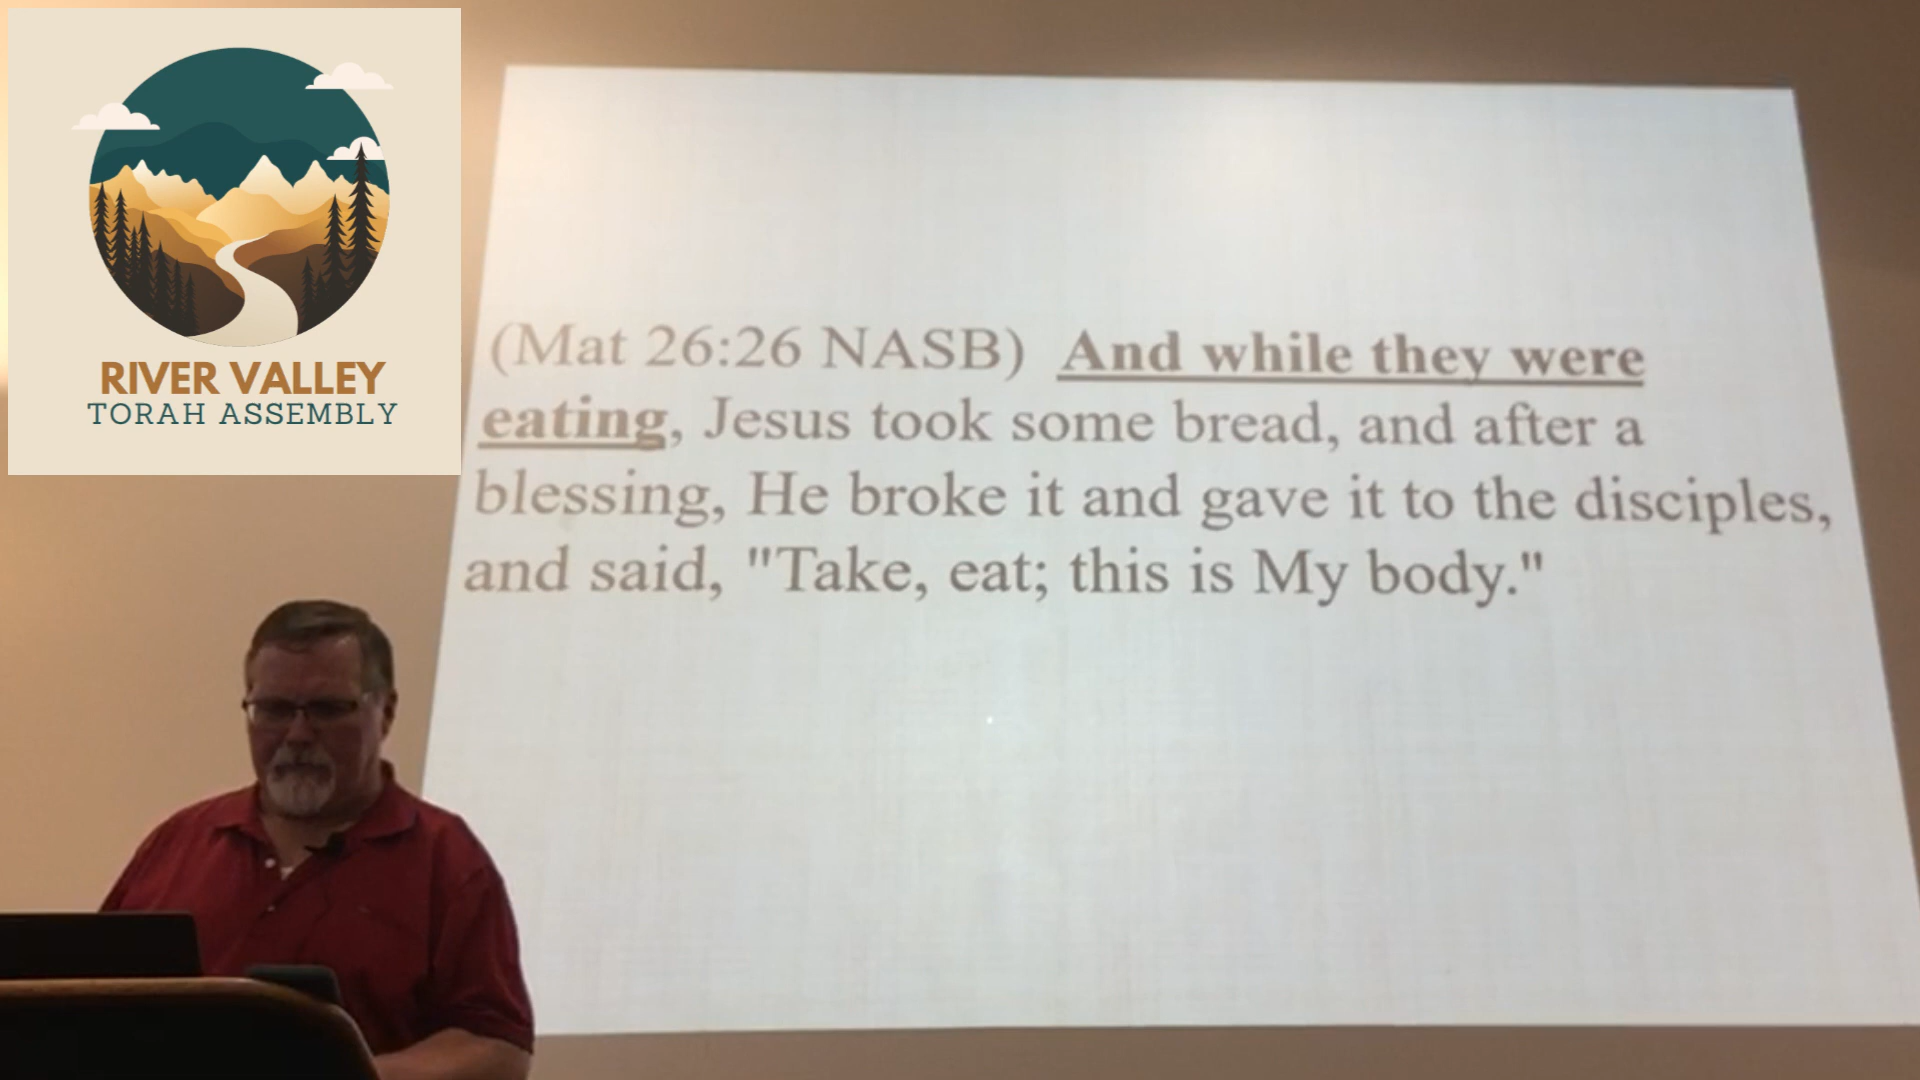 RIVER VALLEY
TORAH ASSEMBLY
(Mat 26:26 NASB) And while they were
eating, Jesus took some bread, and after a
blessing, He broke it and gave it to the disciples,
and said, "Take, eat; this is My body."